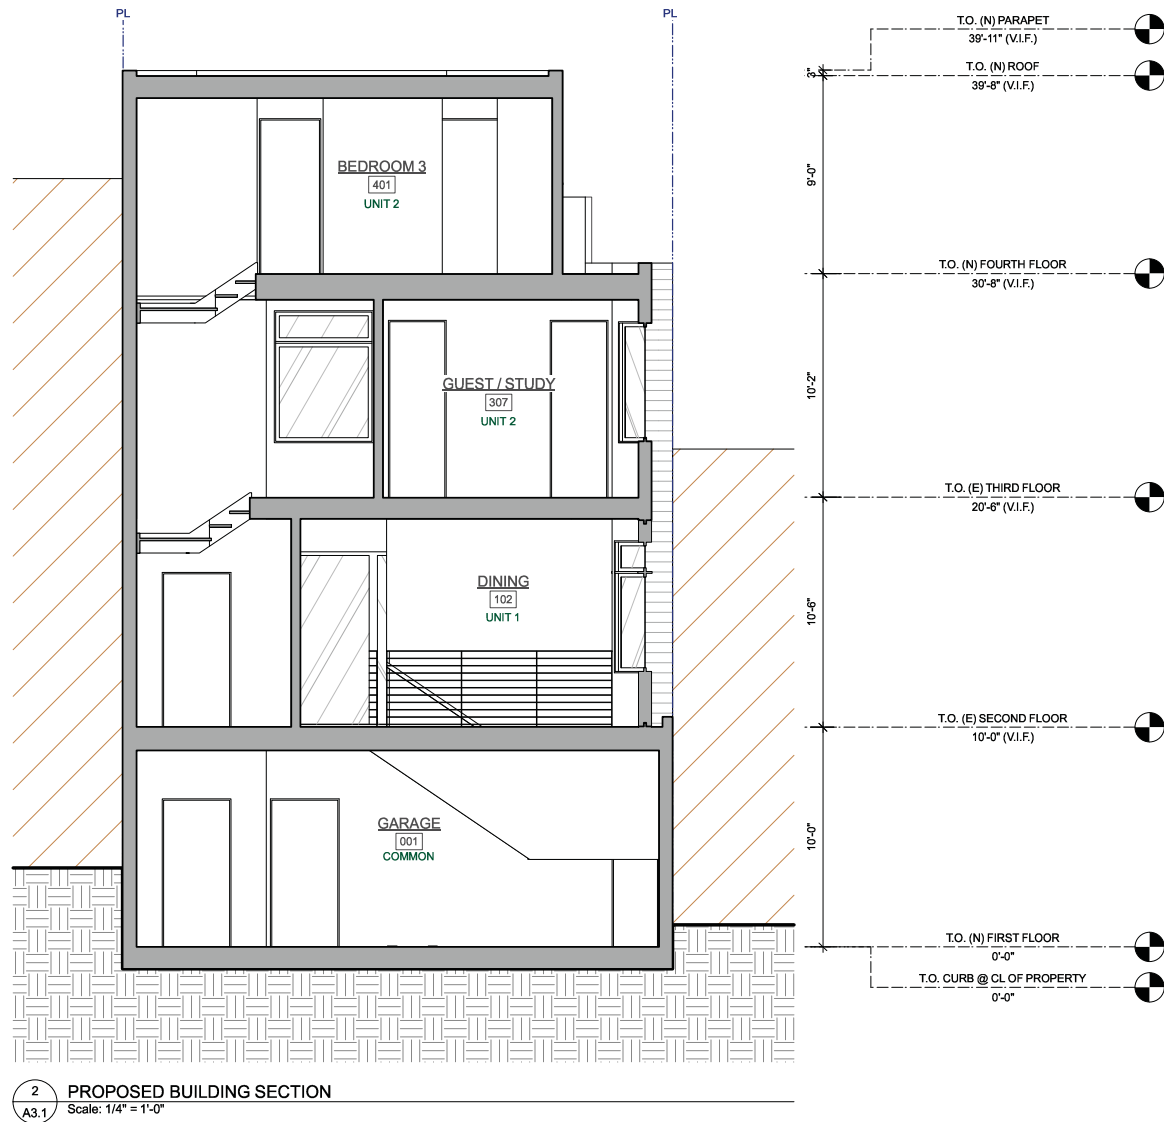 PL
PL
T.O. (N) PARAPET
39'-11" (V.I.F.)
3"
T.O. (N) ROOF
39'-8" (V.I.F.)
9'-0"
BEDROOM 3
401
UNIT 2
T.O. (N) FOURTH FLOOR
30'-8" (V.I.F.)
10'-2"
GUEST / STUDY
307
UNIT 2
T.O. (E) THIRD FLOOR
20'-6" (V.I.F.)
10'-6"
DINING
102
UNIT 1
T.O. (E) SECOND FLOOR
10'-0" (V.I.F.)
10'-0"
GARAGE
001
COMMON
T.O. (N) FIRST FLOOR
0'-0"
T.O. CURB @ CL OF PROPERTY
0'-0"
2
A3.1
PROPOSED BUILDING SECTION
Scale: 1/4" = 1'-0"